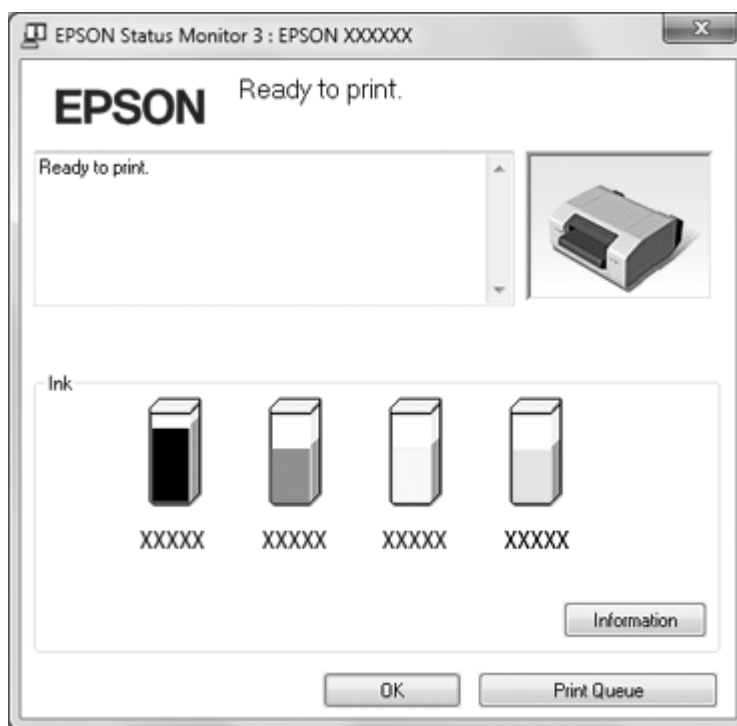 EPSON Status Monitor 3 : EPSON XXXXXX
EPSON
Ready to print.
Ready to print.
Ink
XXXXX XXXXX XXXXX XXXXX
Information
OK Print Queue